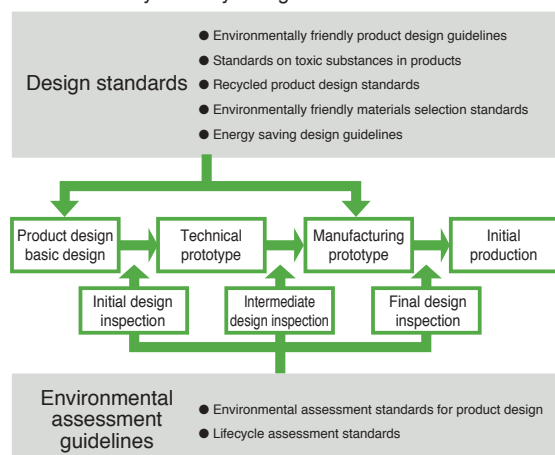 ● Environmentally friendly product design guidelines
● Standards on toxic substances in products
Design standards
● Recycled product design standards
● Environmentally friendly materials selection standards
● Energy saving design guidelines
Product design
basic design
Technical
prototype
Manufacturing
prototype
Initial
production
Initial design
inspection
Intermediate
design inspection
Final design
inspection
Environmental
assessment
guidelines
● Environmental assessment standards for product design
● Lifecycle assessment standards